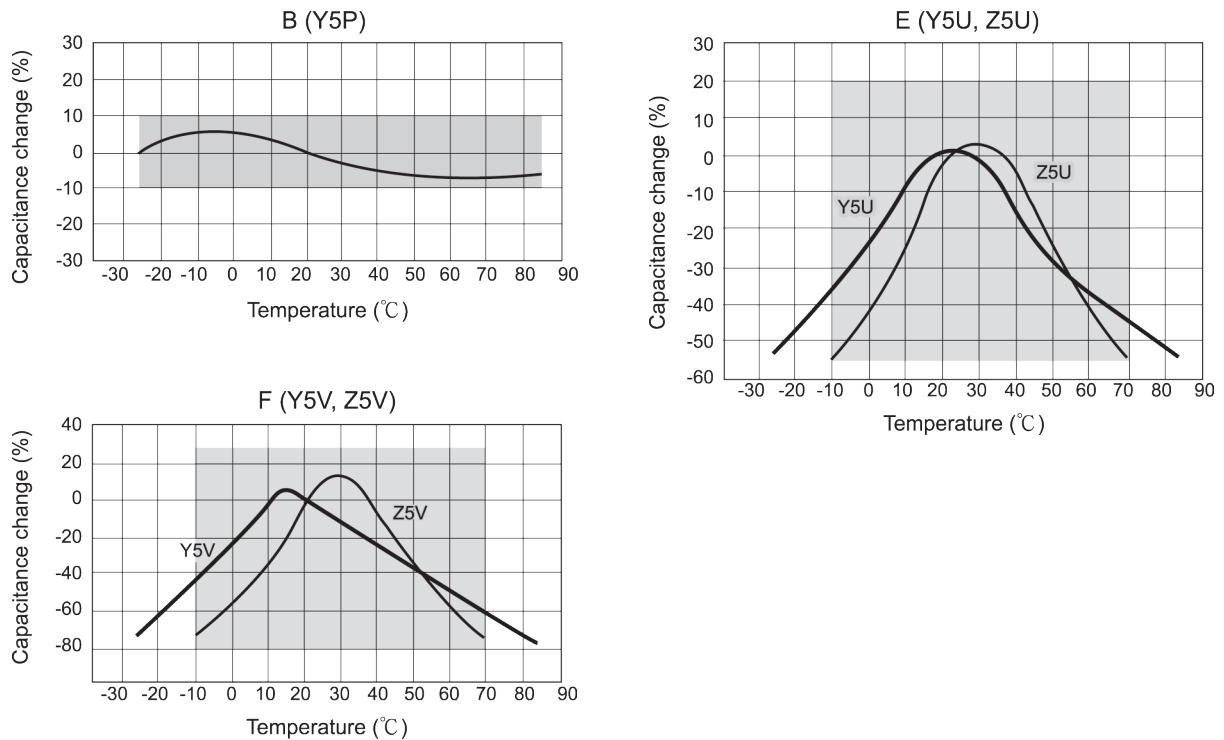 B (Y5P)
Capacitance change (%)
30
20
10
0
-10
-20
-30
-30 -20 -10 0 10 20 30 40 50 60 70 80 90
Temperature (℃)
E (Y5U, Z5U)
Capacitance change (%)
30
20
10
0
-10
-20
-30
-40
-50
-60
Y5U
Z5U
-30 -20 -10 0 10 20 30 40 50 60 70 80 90
Temperature (℃)
F (Y5V, Z5V)
Capacitance change (%)
40
20
0
-20
-40
-60
-80
Y5V
Z5V
-30 -20 -10 0 10 20 30 40 50 60 70 80 90
Temperature (℃)